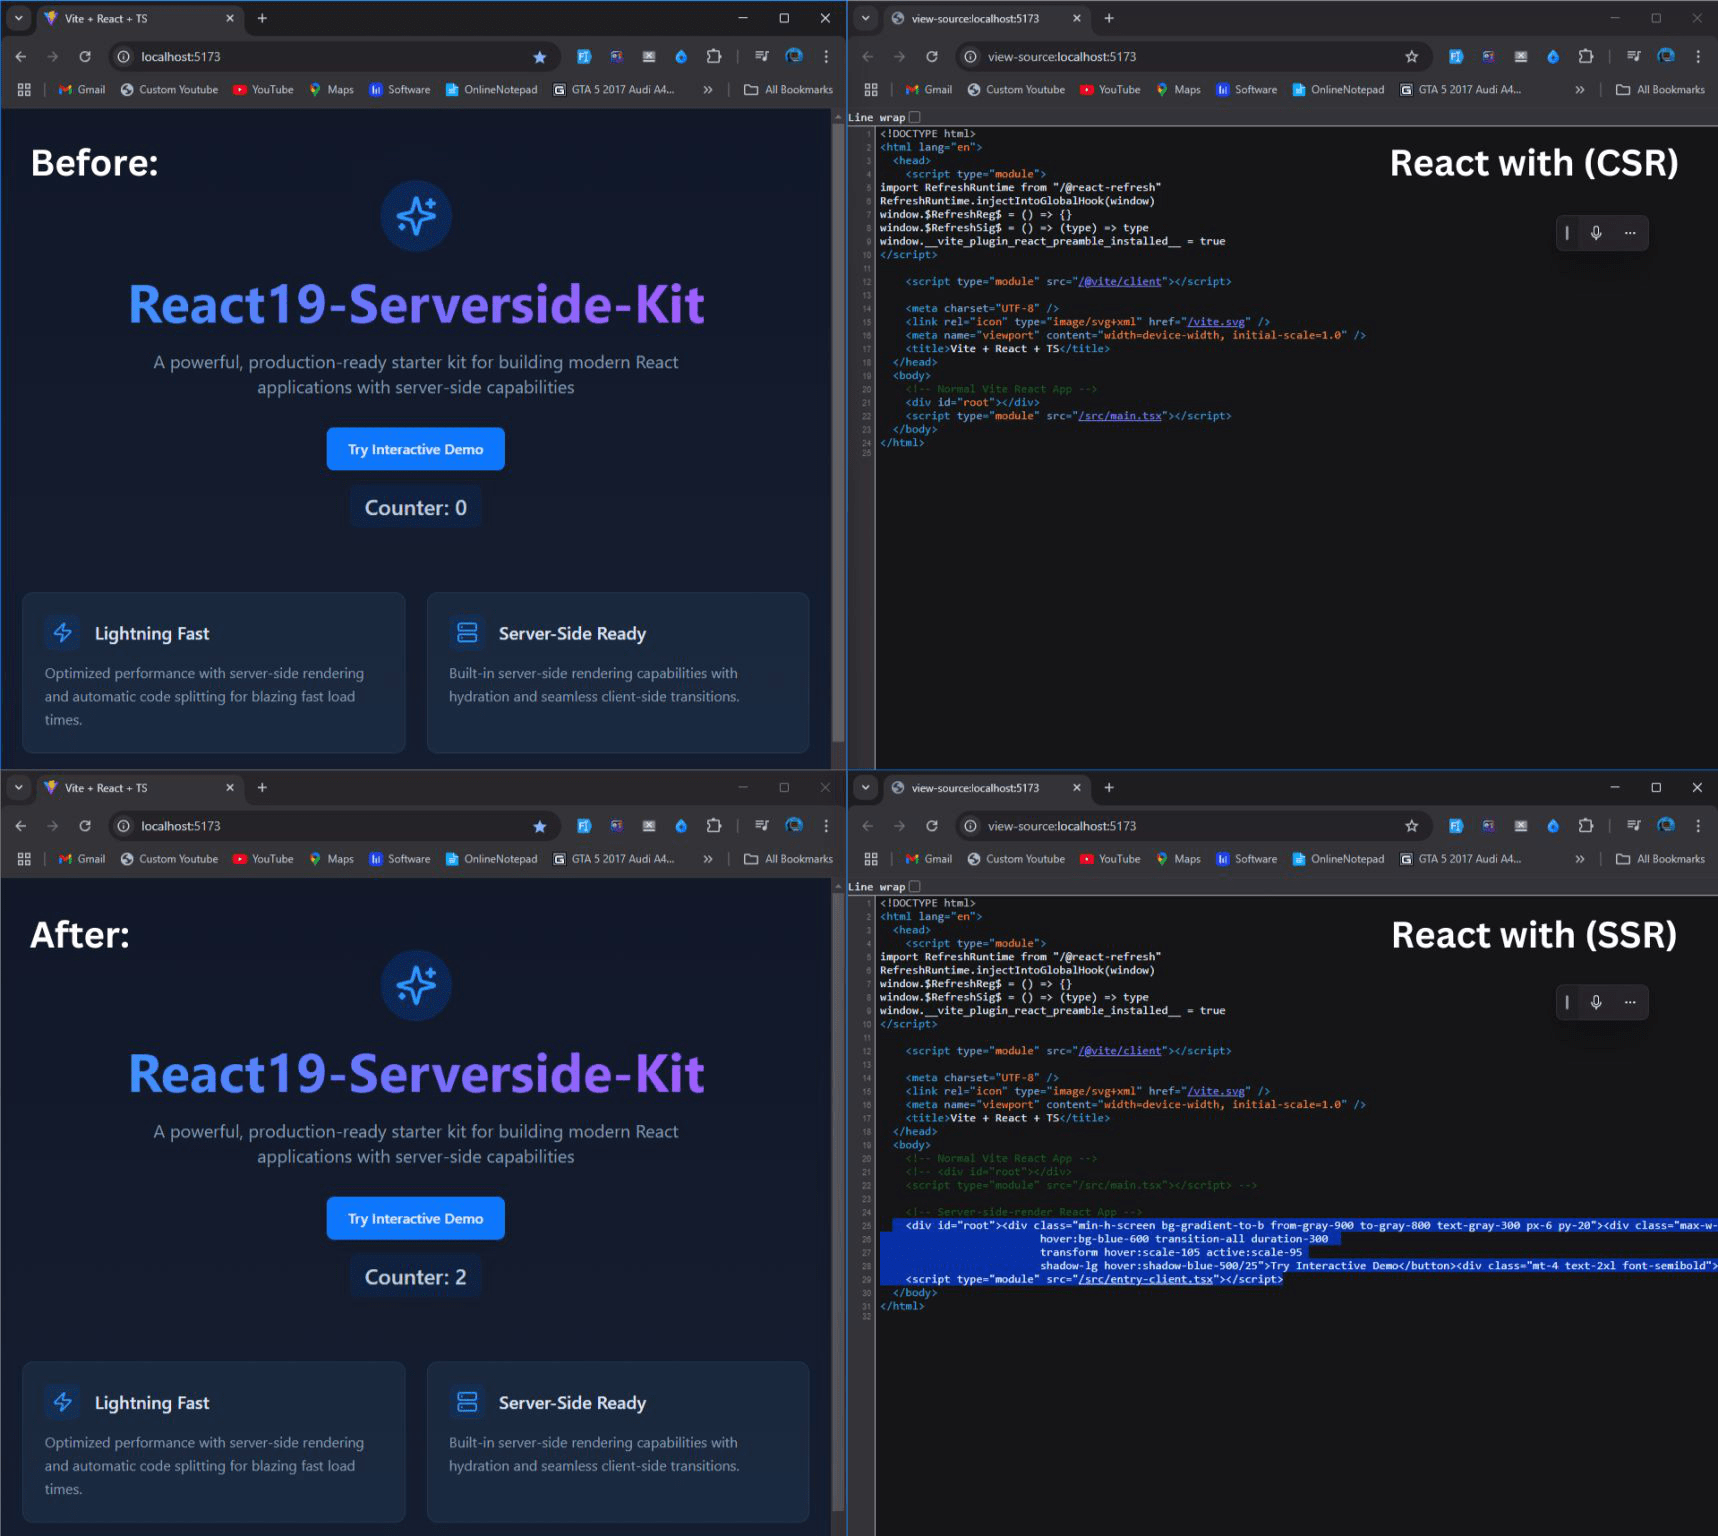 Vite + React + TS
localhost:5173
Gmail Custom Youtube YouTube Maps Software OnlineNotepad GTA 5 2017 Audi A4... » All Bookmarks
Before:
React19-Serverside-Kit
A powerful, production-ready starter kit for building modern React
applications with server-side capabilities
Try Interactive Demo
Counter: 0
Lightning Fast
Optimized performance with server-side rendering
and automatic code splitting for blazing fast load
times.
Server-Side Ready
Built-in server-side rendering capabilities with
hydration and seamless client-side transitions.
view-source:localhost:5173
view-source:localhost:5173
Gmail Custom Youtube YouTube Maps Software OnlineNotepad GTA 5 2017 Audi A4... » All Bookmarks
Line wrap
React with (CSR)
1 <!DOCTYPE html>
2 <html lang="en">
3 <head>
4 <script type="module">
5 import RefreshRuntime from "/@react-refresh"
6 RefreshRuntime.injectIntoGlobalHook(window)
7 window.$RefreshReg$ = () => {}
8 window.$RefreshSig$ = () => (type) => type
9 window.__vite_plugin_react_preamble_installed__ = true
10 </script>
11
12 <script type="module" src="/@vite/client"></script>
13
14 <meta charset="UTF-8" />
15 <link rel="icon" type="image/svg+xml" href="/vite.svg" />
16 <meta name="viewport" content="width=device-width, initial-scale=1.0" />
17 <title>Vite + React + TS</title>
18 </head>
19 <body>
20 <!-- Normal Vite React App -->
21 <div id="root"></div>
22 <script type="module" src="/src/main.tsx"></script>
23 </body>
24 </html>
25
Vite + React + TS
localhost:5173
Gmail Custom Youtube YouTube Maps Software OnlineNotepad GTA 5 2017 Audi A4... » All Bookmarks
After:
React19-Serverside-Kit
A powerful, production-ready starter kit for building modern React
applications with server-side capabilities
Try Interactive Demo
Counter: 2
Lightning Fast
Optimized performance with server-side rendering
and automatic code splitting for blazing fast load
times.
Server-Side Ready
Built-in server-side rendering capabilities with
hydration and seamless client-side transitions.
view-source:localhost:5173
view-source:localhost:5173
Gmail Custom Youtube YouTube Maps Software OnlineNotepad GTA 5 2017 Audi A4... » All Bookmarks
Line wrap
React with (SSR)
1 <!DOCTYPE html>
2 <html lang="en">
3 <head>
4 <script type="module">
5 import RefreshRuntime from "/@react-refresh"
6 RefreshRuntime.injectIntoGlobalHook(window)
7 window.$RefreshReg$ = () => {}
8 window.$RefreshSig$ = () => (type) => type
9 window.__vite_plugin_react_preamble_installed__ = true
10 </script>
11
12 <script type="module" src="/@vite/client"></script>
13
14 <meta charset="UTF-8" />
15 <link rel="icon" type="image/svg+xml" href="/vite.svg" />
16 <meta name="viewport" content="width=device-width, initial-scale=1.0" />
17 <title>Vite + React + TS</title>
18 </head>
19 <body>
20 <!-- Normal Vite React App -->
21 <!-- <div id="root"></div>
22 <script type="module" src="/src/main.tsx"></script> -->
23
24 <!-- Server-side-render React App -->
25 <div id="root"><div class="min-h-screen bg-gradient-to-b from-gray-900 to-gray-800 text-gray-300 px-6 py-20"><div class="max-w-
26 hover:bg-blue-600 transition-all duration-300
27 transform hover:scale-105 active:scale-95
28 shadow-lg hover:shadow-blue-500/25">Try Interactive Demo</button><div class="mt-4 text-2xl font-semibold">
29 <script type="module" src="/src/entry-client.tsx"></script>
30 </body>
31 </html>
32